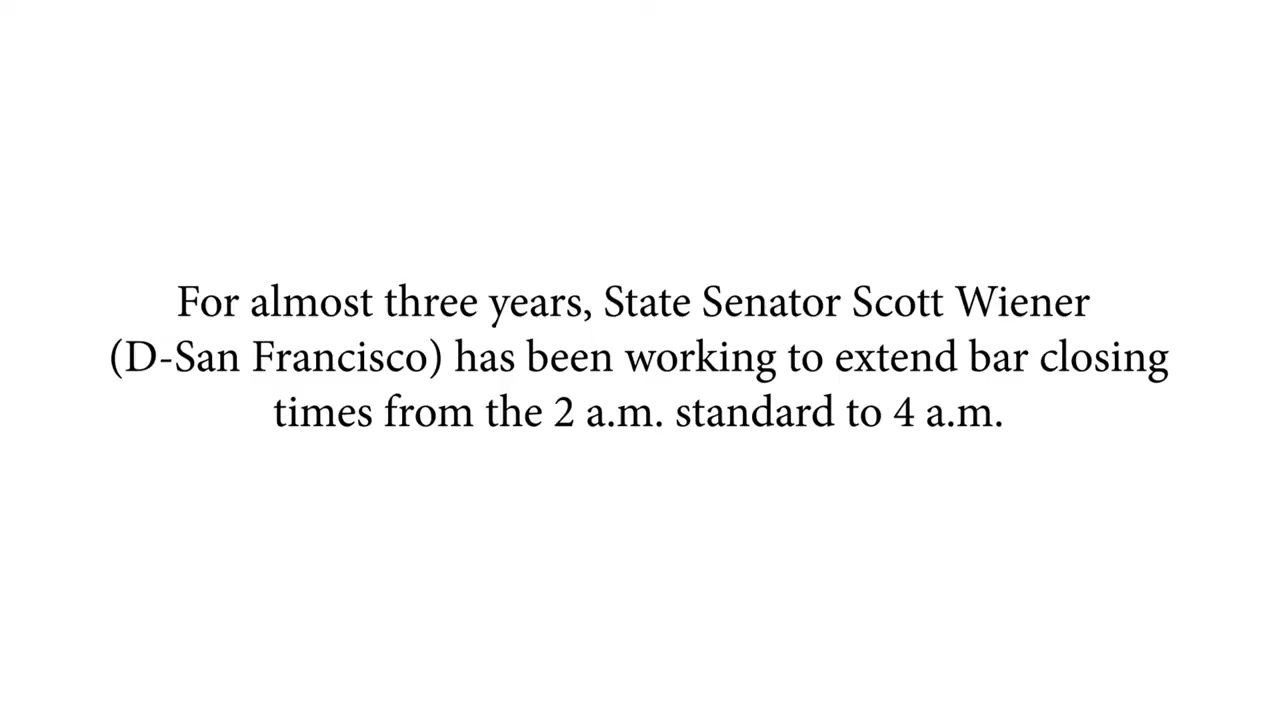 For almost three years, State Senator Scott Wiener
(D-San Francisco) has been working to extend bar closing
times from the 2 a.m. standard to 4 a.m.